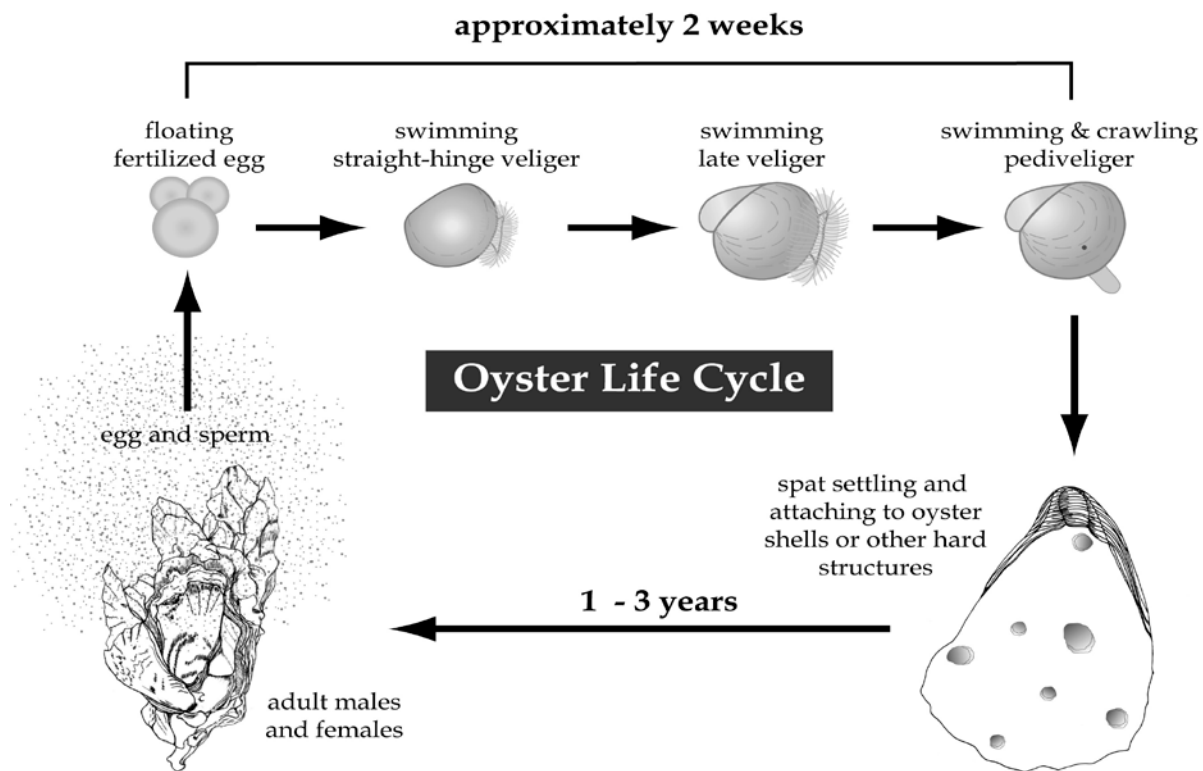 approximately 2 weeks
floating
fertilized egg
swimming
straight-hinge veliger
swimming
late veliger
swimming & crawling
pediveliger
Oyster Life Cycle
egg and sperm
spat settling and
attaching to oyster
shells or other hard
structures
1 - 3 years
adult males
and females